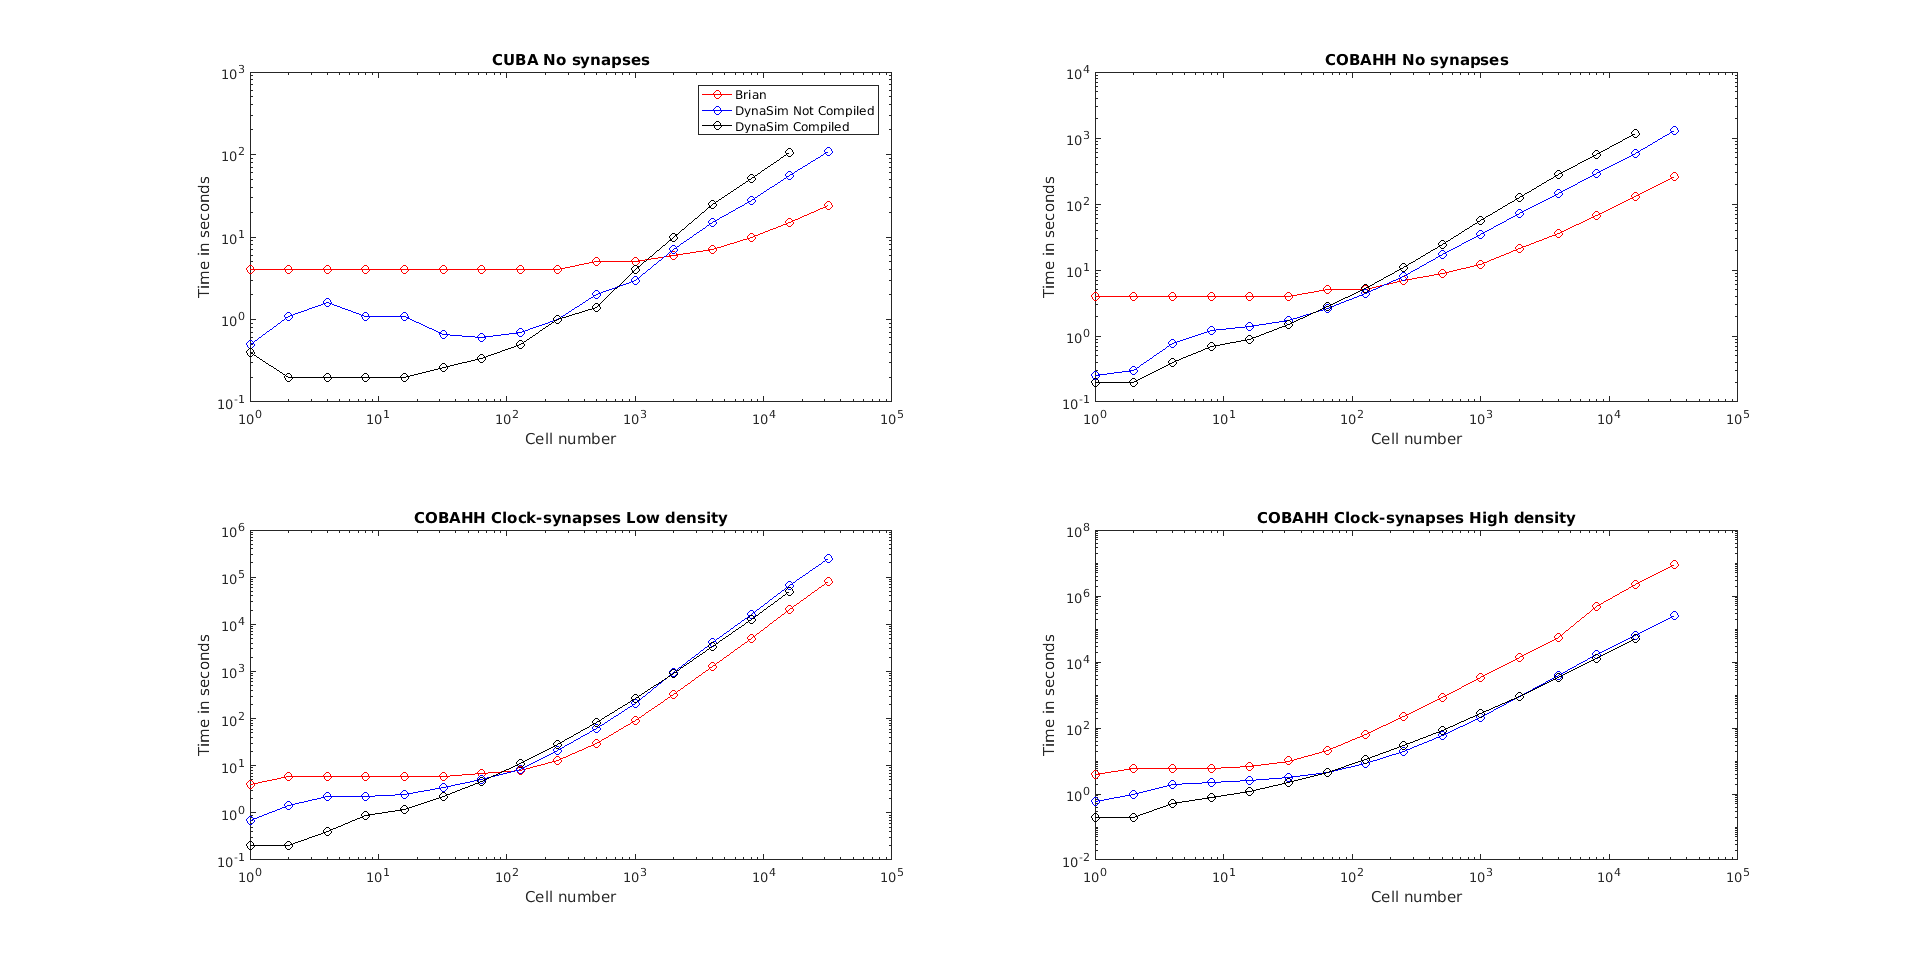 CUBA No synapses
10^3
10^2
10^1
10^0
10^-1
Time in seconds
10^0 10^1 10^2 10^3 10^4 10^5
Cell number
Brian
DynaSim Not Compiled
DynaSim Compiled
COBAHH No synapses
10^4
10^3
10^2
10^1
10^0
10^-1
Time in seconds
10^0 10^1 10^2 10^3 10^4 10^5
Cell number
COBAHH Clock-synapses Low density
10^6
10^5
10^4
10^3
10^2
10^1
10^0
10^-1
Time in seconds
10^0 10^1 10^2 10^3 10^4 10^5
Cell number
COBAHH Clock-synapses High density
10^8
10^6
10^4
10^2
10^0
10^-2
Time in seconds
10^0 10^1 10^2 10^3 10^4 10^5
Cell number